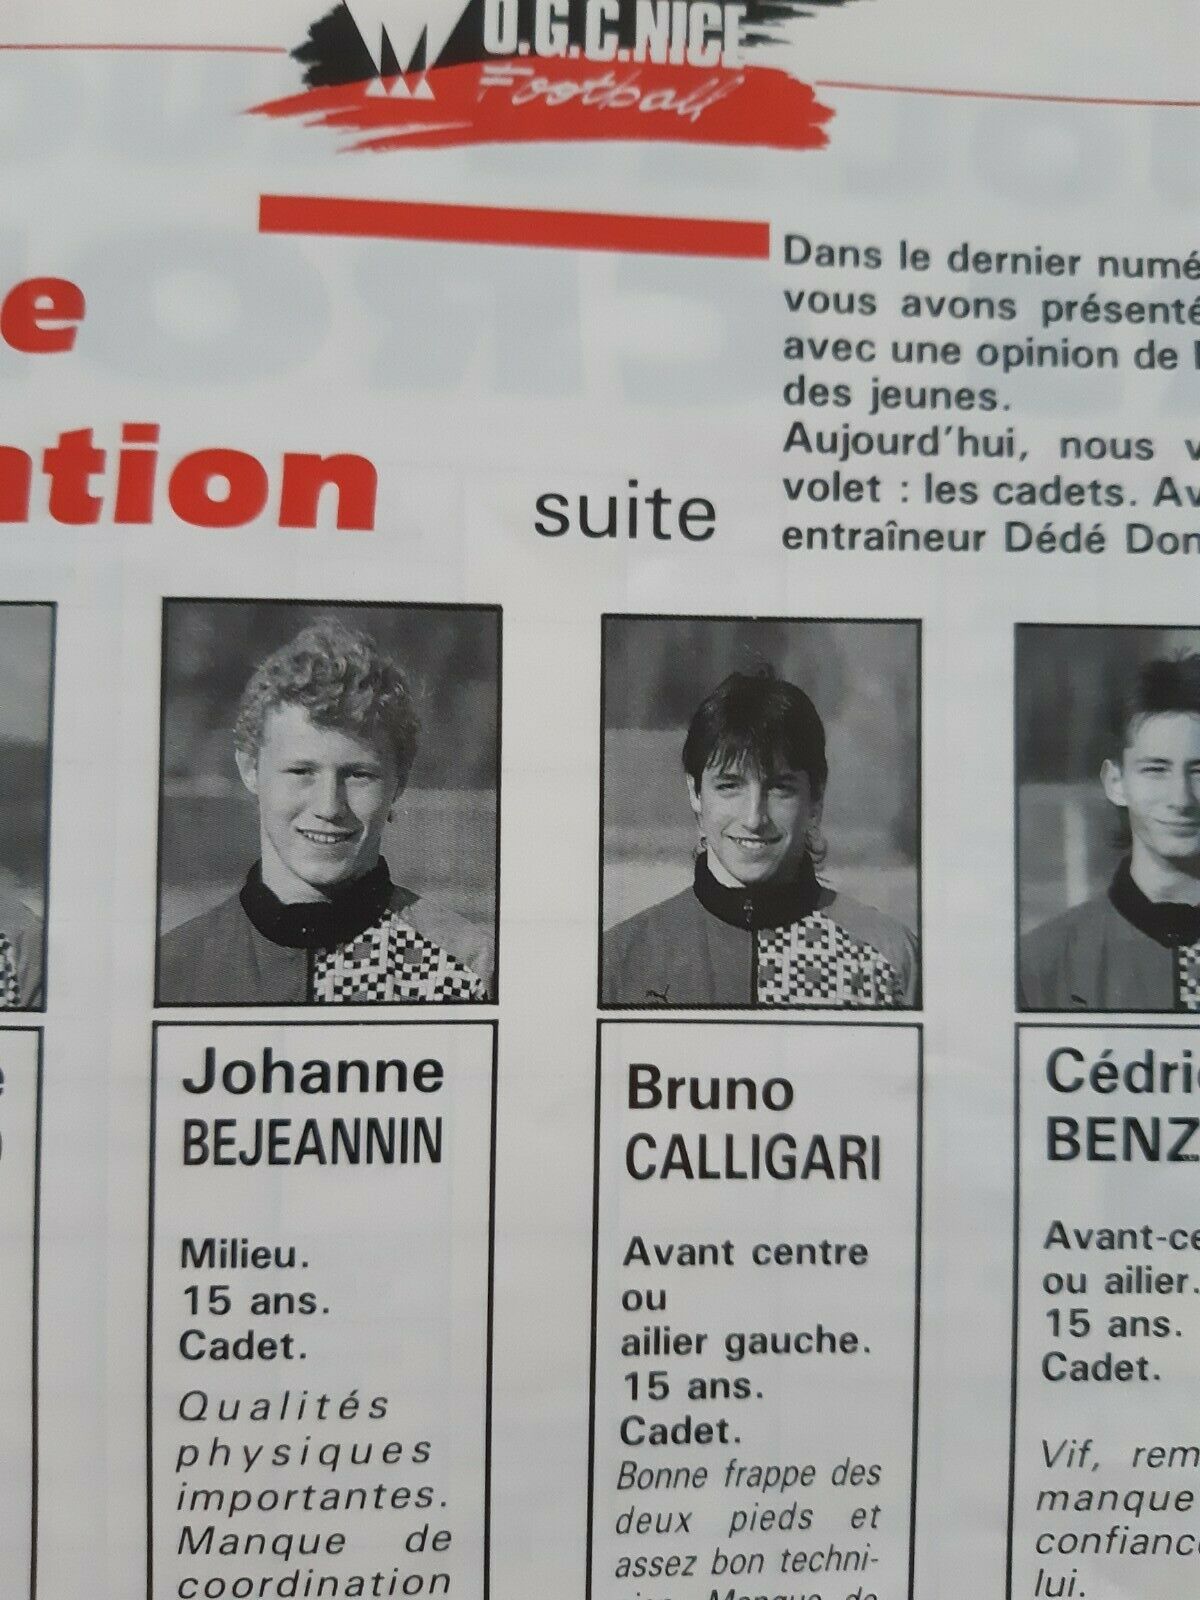 O.G.C.NICE
Football
suite
Dans le dernier numé
vous avons présenté
avec une opinion de
des jeunes.
Aujourd'hui, nous v
volet : les cadets. Av
entraîneur Dédé Don
Johanne
BEJEANNIN
Milieu.
15 ans.
Cadet.
Qualités
physiques
importantes.
Manque de
coordination
Bruno
CALLIGARI
Avant centre
ou
ailier gauche.
15 ans.
Cadet.
Bonne frappe des
deux pieds et
assez bon techni-
Manque de
Cédri
BENZ
Avant-ce
ou ailier.
15 ans.
Cadet.
Vif, rem
manque
confianc
lui.